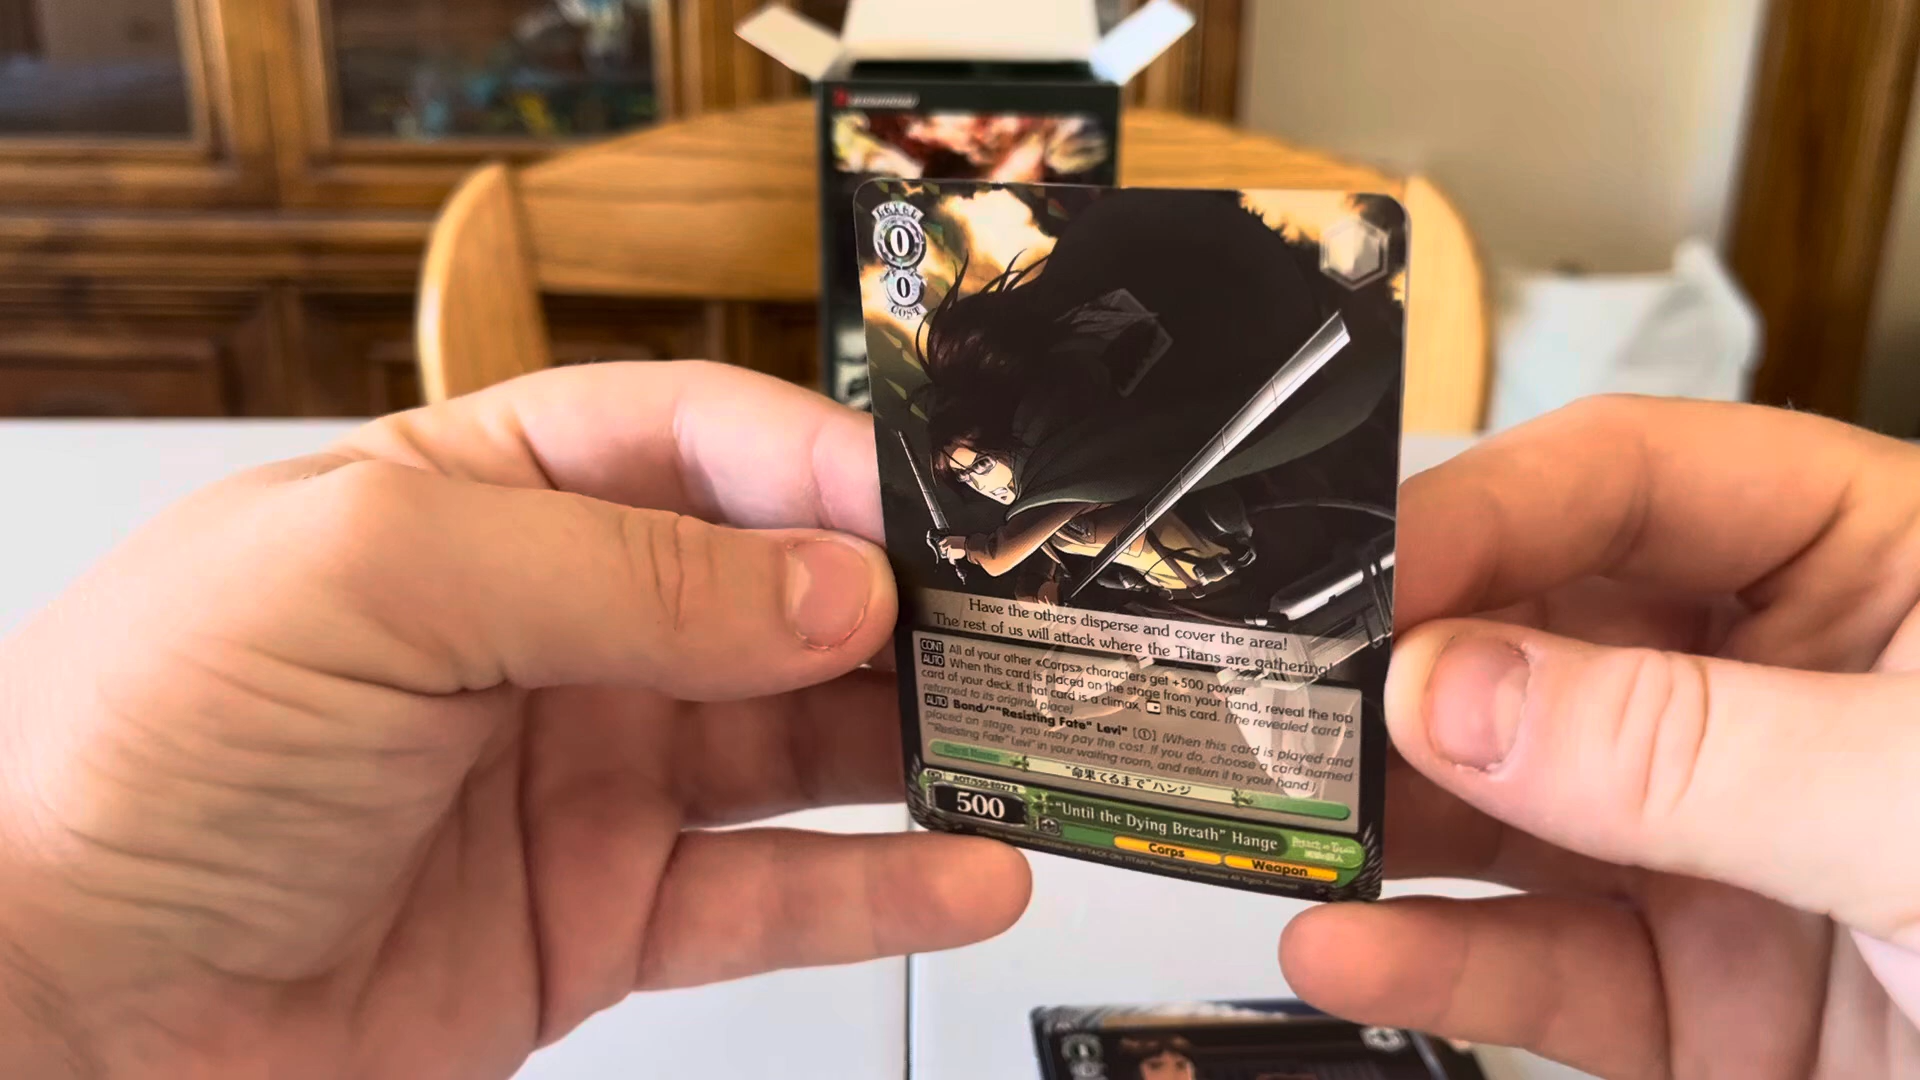 LEVEL
0
0
COST
Have the others disperse and cover the area!
The rest of us will attack where the Titans are gathering!
CONT All of your other «Corps» characters get +500 power.
AUTO When this card is placed on the stage from your hand, reveal the top
card of your deck. If that card is a climax, this card. (The revealed card is
returned to its original place)
AUTO Bond/""Resisting Fate" Levi" [①] (When this card is played and
placed on stage, you may pay the cost. If you do, choose a card named
""Resisting Fate" Levi" in your waiting room, and return it to your hand.)
Card Name
"命果てるまで"ハンジ
AOT/S50-E027 R
500
"Until the Dying Breath" Hange
Corps
Weapon